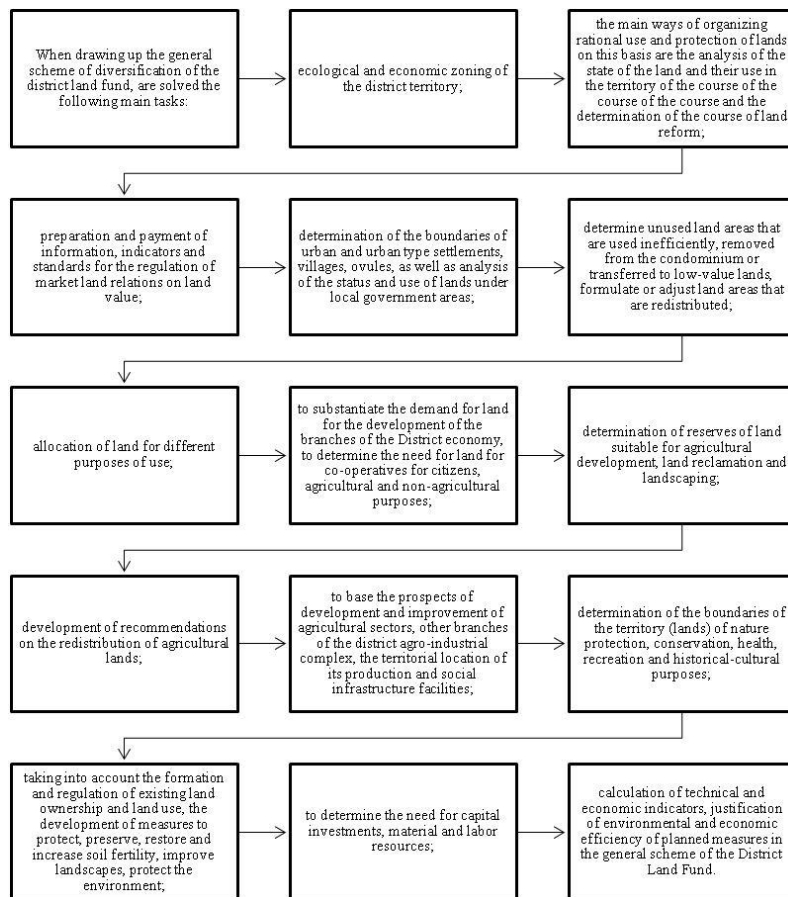 When drawing up the general
scheme of diversification of the
district land fund, are solved the
following main tasks:
ecological and economic zoning of
the district territory;
the main ways of organizing
rational use and protection of lands
on this basis are the analysis of the
state of the land and their use in
the territory of the course of the
course of the course and the
determination of the course of land
reform;
preparation and payment of
information, indicators and
standards for the regulation of
market land relations on land
value;
determination of the boundaries of
urban and urban type settlements,
villages, ovules, as well as analysis
of the status and use of lands under
local government areas;
determine unused land areas that
are used inefficiently, removed
from the condominium or
transferred to low-value lands,
formulate or adjust land areas that
are redistributed;
allocation of land for different
purposes of use;
to substantiate the demand for land
for the development of the
branches of the District economy,
to determine the need for land for
co-operatives for citizens,
agricultural and non-agricultural
purposes;
determination of reserves of land
suitable for agricultural
development, land reclamation and
landscaping;
development of recommendations
on the redistribution of agricultural
lands;
to base the prospects of
development and improvement of
agricultural sectors, other branches
of the district agro-industrial
complex, the territorial location of
its production and social
infrastructure facilities;
determination of the boundaries of
the territory (lands) of nature
protection, conservation, health,
recreation and historical-cultural
purposes;
taking into account the formation
and regulation of existing land
ownership and land use, the
development of measures to
protect, preserve, restore and
increase soil fertility, improve
landscapes, protect the
environment;
to determine the need for capital
investments, material and labor
resources;
calculation of technical and
economic indicators, justification
of environmental and economic
efficiency of planned measures in
the general scheme of the District
Land Fund.